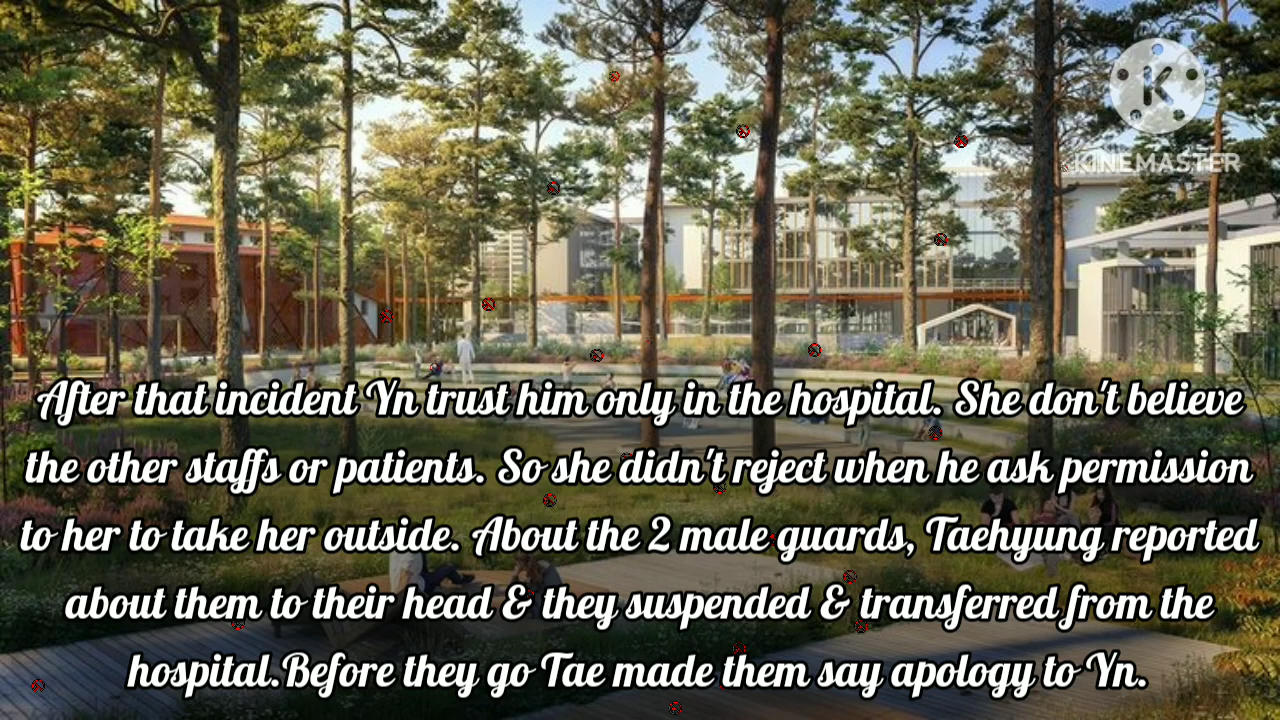 K
KINEMASTER
After that incident Yn trust him only in the hospital. She don't believe
the other staffs or patients. So she didn't reject when he ask permission
to her to take her outside. About the 2 male guards, Taehyung reported
about them to their head & they suspended & transferred from the
hospital.Before they go Tae made them say apology to Yn.